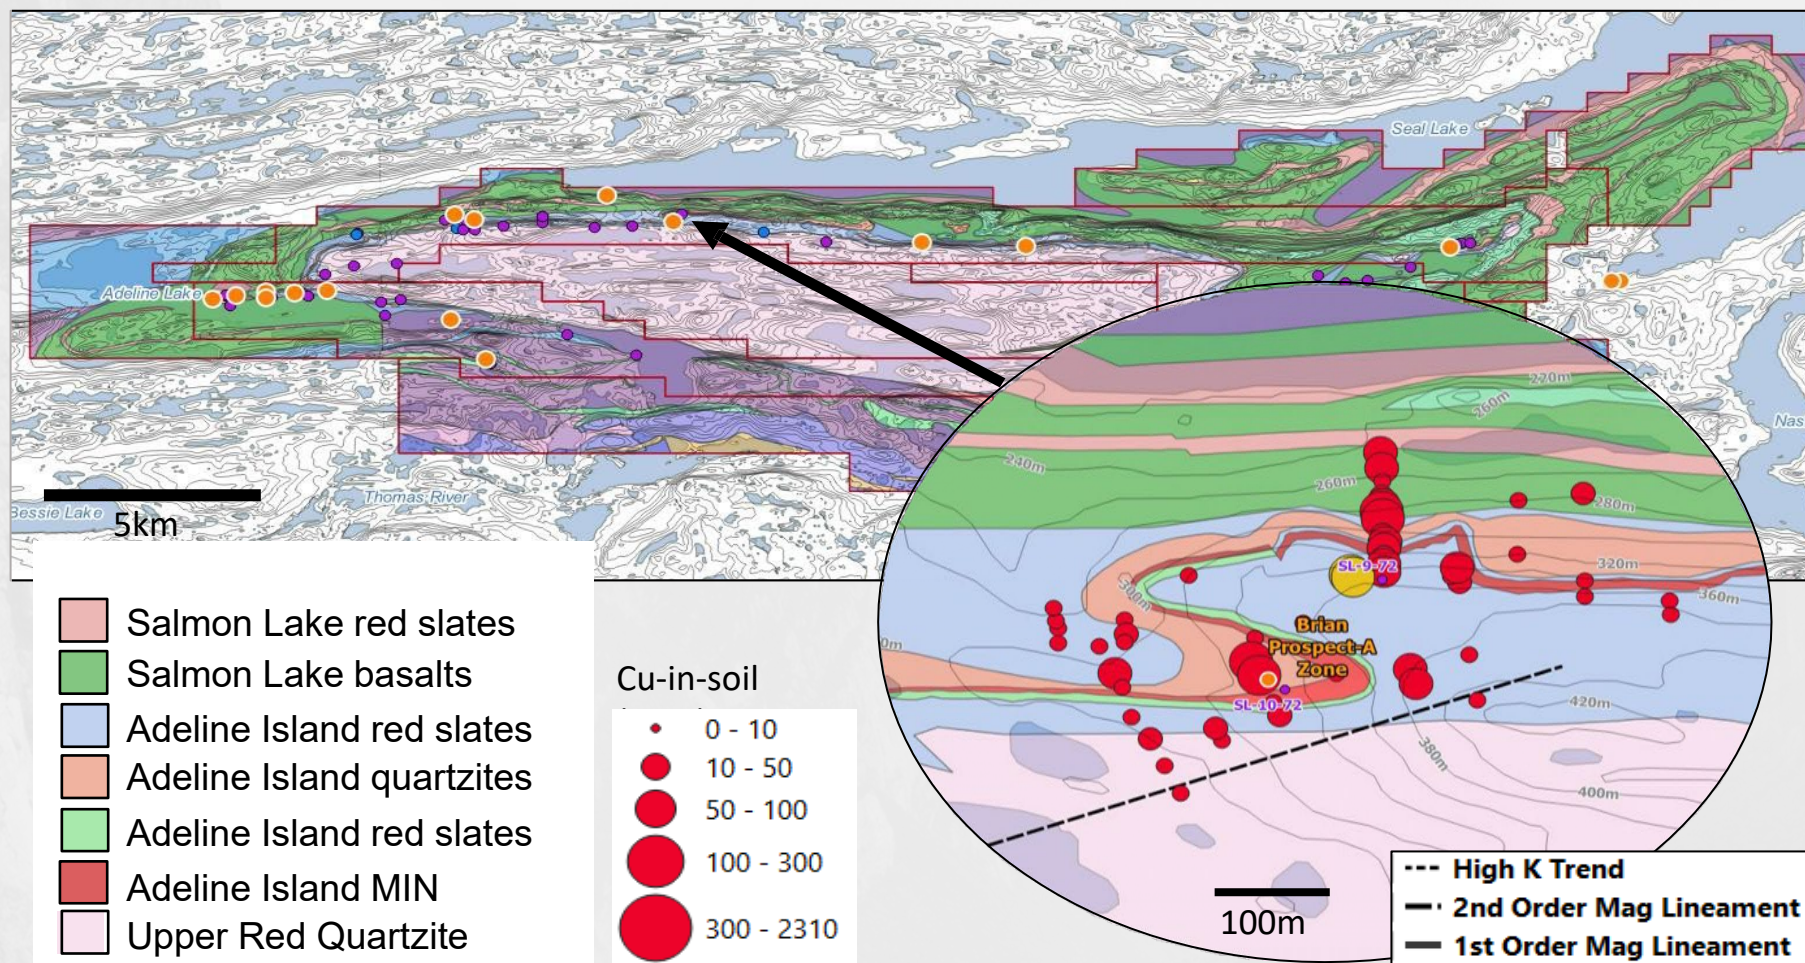 Seal Lake
Adeline Lake
Thomas River
Bessie Lake
Nas
5km
270m
260m
240m
260m
280m
SL-9-72
320m
300m
360m
Brian
Prospect-A
Zone
0m
SL-10-72
420m
380m
400m
100m
Salmon Lake red slates
Salmon Lake basalts
Adeline Island red slates
Adeline Island quartzites
Adeline Island red slates
Adeline Island MIN
Upper Red Quartzite
Cu-in-soil
0 - 10
10 - 50
50 - 100
100 - 300
300 - 2310
High K Trend
2nd Order Mag Lineament
1st Order Mag Lineament